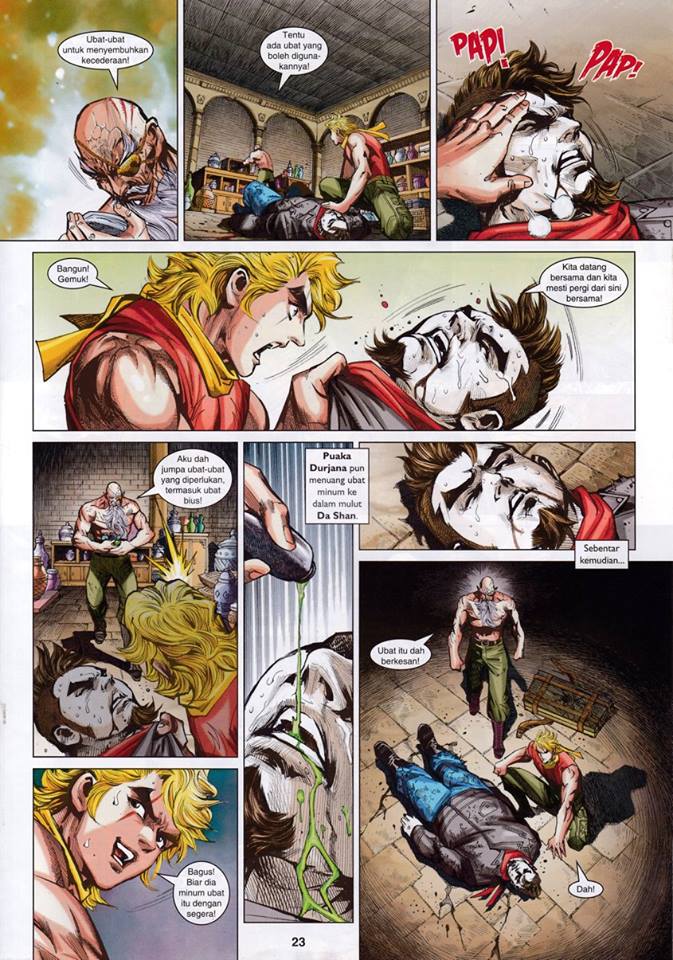 Ubat-ubat
untuk menyembuhkan
kecederaan!
Tentu
ada ubat yang
boleh diguna-
kannya!
PAP!
PAP!
Bangun!
Gemuk!
Kita datang
bersama dan kita
mesti pergi dari sini
bersama!
Aku dah
jumpa ubat-ubat
yang diperlukan,
termasuk ubat
bius!
Puaka
Durjana pun
menuang ubat
minum ke
dalam mulut
Da Shan.
Sebentar
kemudian...
Bagus!
Biar dia
minum ubat
itu dengan
segera!
Ubat itu dah
berkesan!
Dah!
23